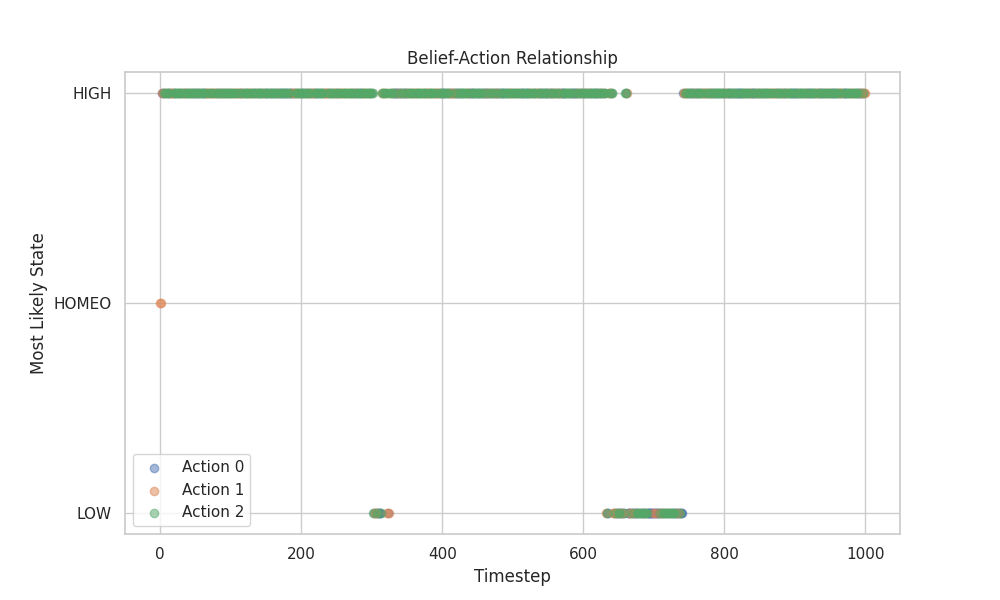 Belief-Action Relationship
Most Likely State
HIGH
HOMEO
LOW
Action 0
Action 1
Action 2
0 200 400 600 800 1000
Timestep